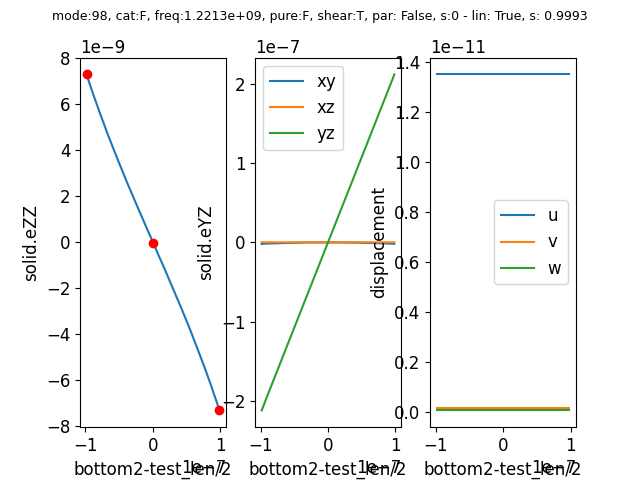 mode:98, cat:F, freq:1.2213e+09, pure:F, shear:T, par: False, s:0 - lin: True, s: 0.9993
1e−9
8
6
4
2
0
−2
−4
−6
−8
solid.eZZ
−1
0
1
1e−7
bottom2-test_len/2
1e−7
2
1
0
−1
−2
solid.eYZ
xy
xz
yz
−1
0
1
1e−7
bottom2-test_len/2
1e−11
1.4
1.2
1.0
0.8
0.6
0.4
0.2
0.0
displacement
u
v
w
−1
0
1
1e−7
bottom2-test_len/2